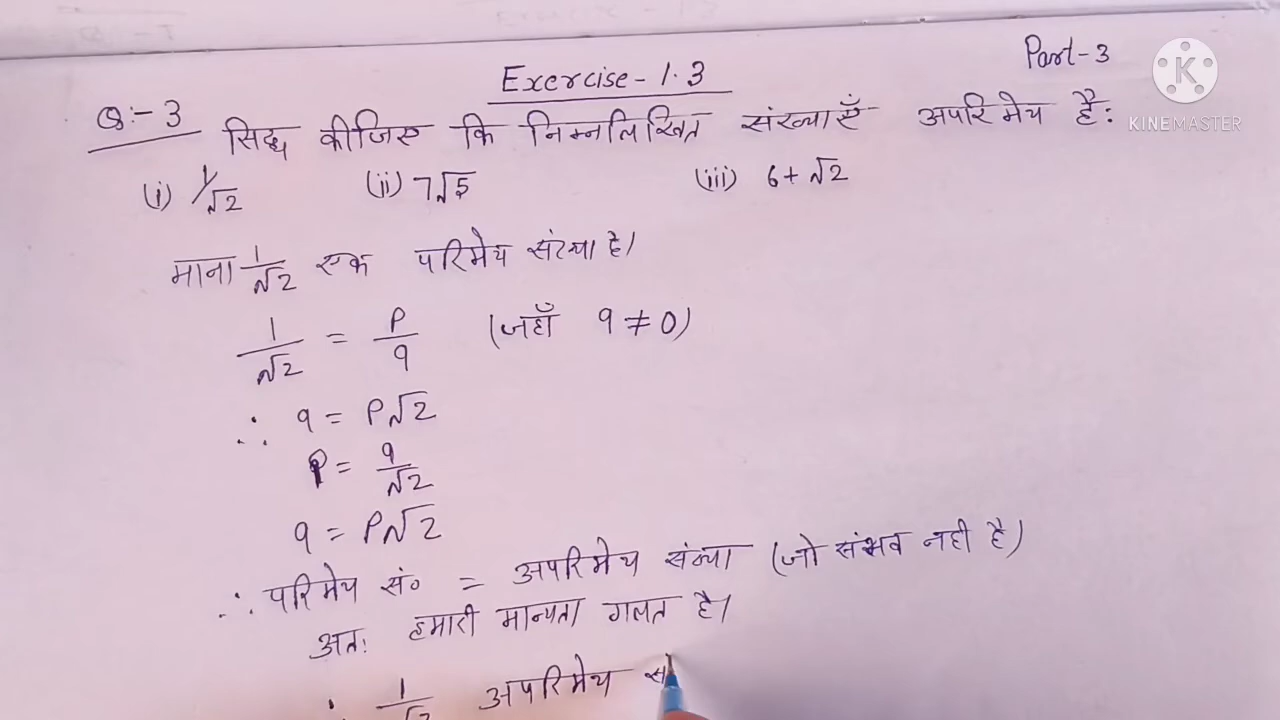 Exercise - 1.3
Part-3
KINEMASTER
Q:- 3 सिद्ध कीजिए कि निम्नलिखित संख्याएँ अपरिमेय है:
(i) 1/√2 (ii) 7√5 (iii) 6+√2
माना 1/√2 एक परिमेय संख्या है।
1/√2 = P/q (जहाँ q ≠ 0)
∴ q = P√2
P = q/√2
q = P√2
∴ परिमेय सं० = अपरिमेय संख्या (जो संभव नही है)
अतः हमारी मान्यता गलत है।
∴ 1/√2 अपरिमेय स